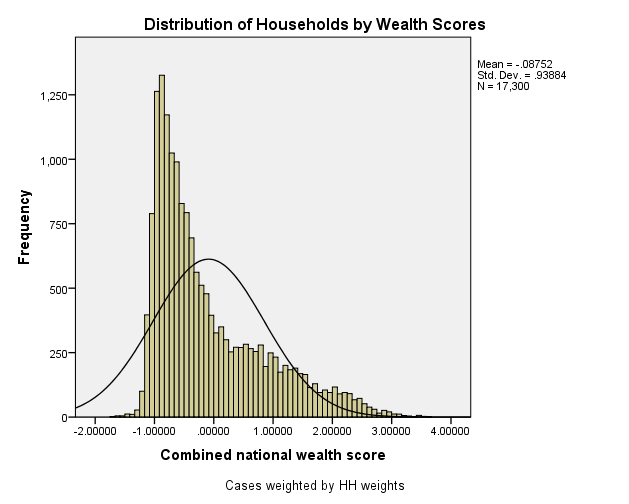 Distribution of Households by Wealth Scores
Mean = -.08752
Std. Dev. = .93884
N = 17,300
Frequency
1,250
1,000
750
500
250
0
-2.00000 -1.00000 .00000 1.00000 2.00000 3.00000 4.00000
Combined national wealth score
Cases weighted by HH weights